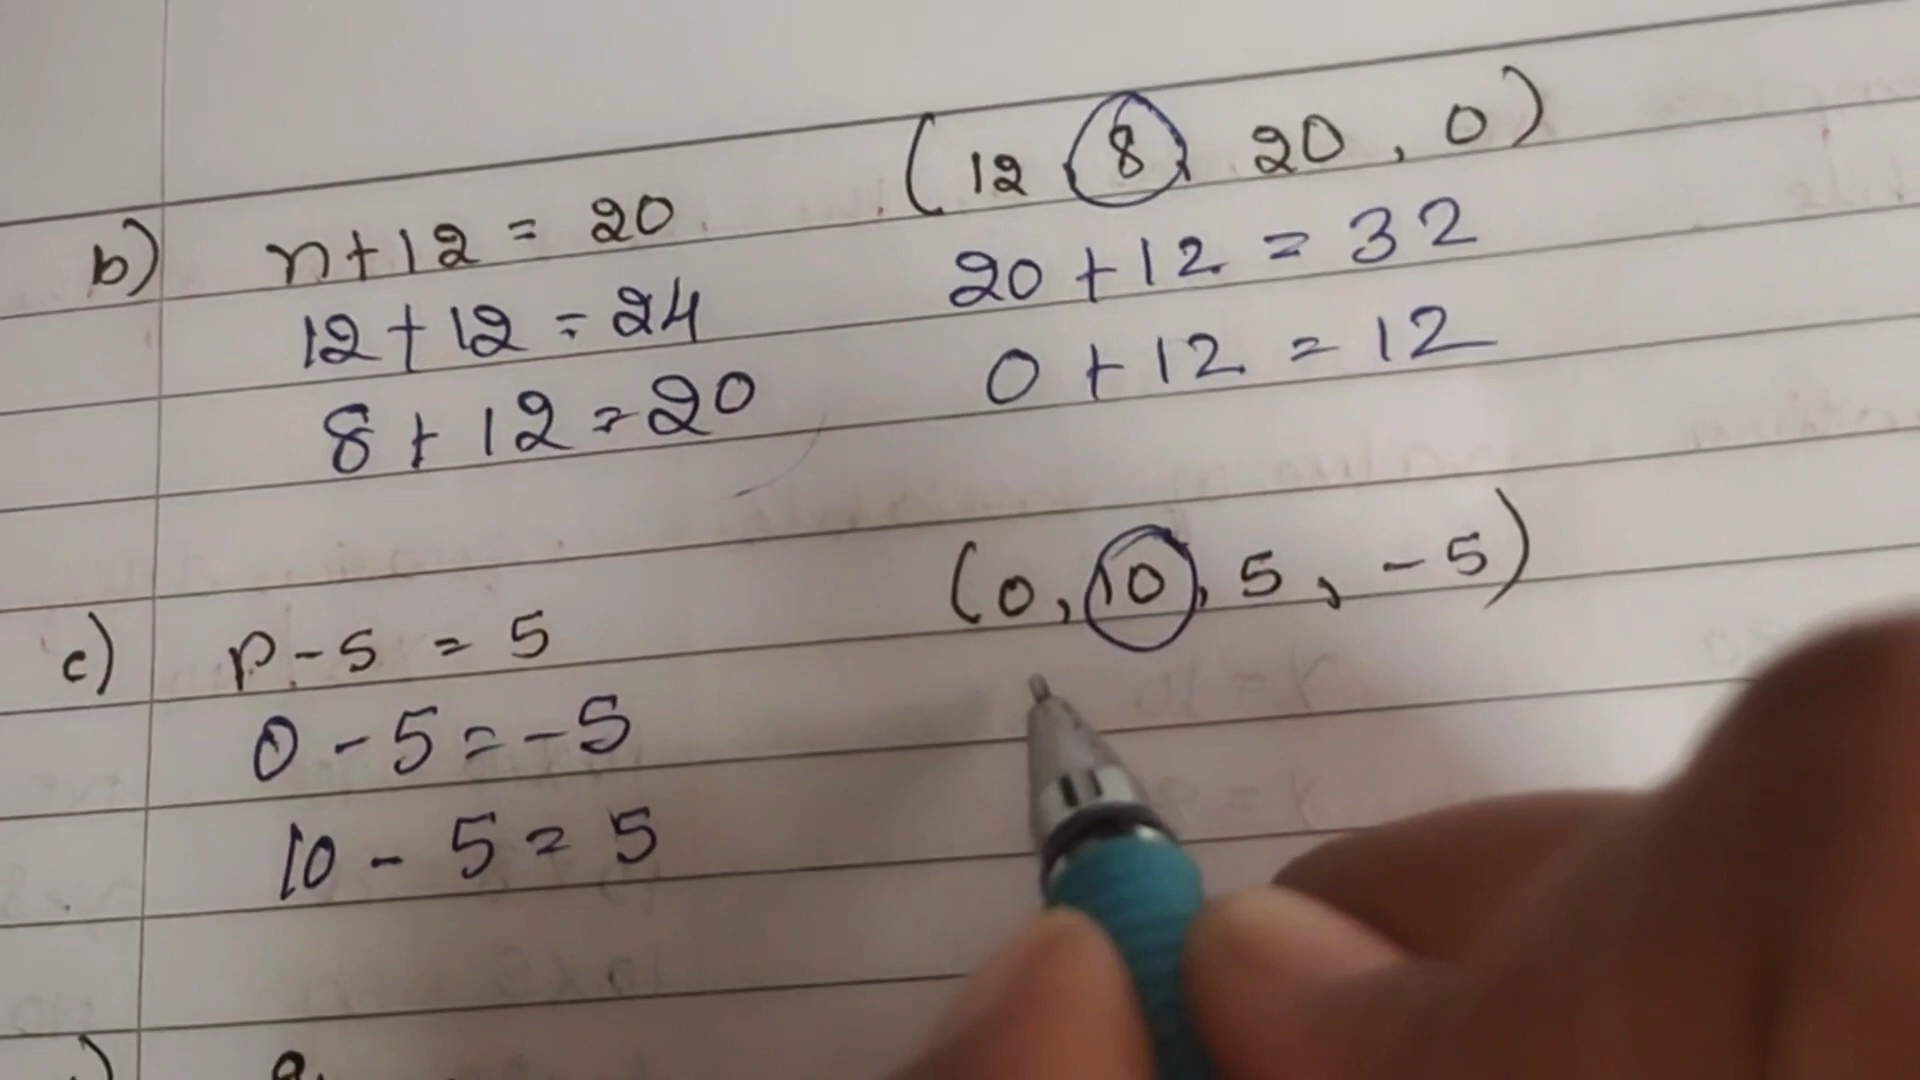 b) n+12 = 20 (12, 8, 20, 0)
12+12 = 24 20+12 = 32
8+12=20 0+12=12
c) p-5 = 5 (0, 10, 5, -5)
0-5=-5
10-5=5